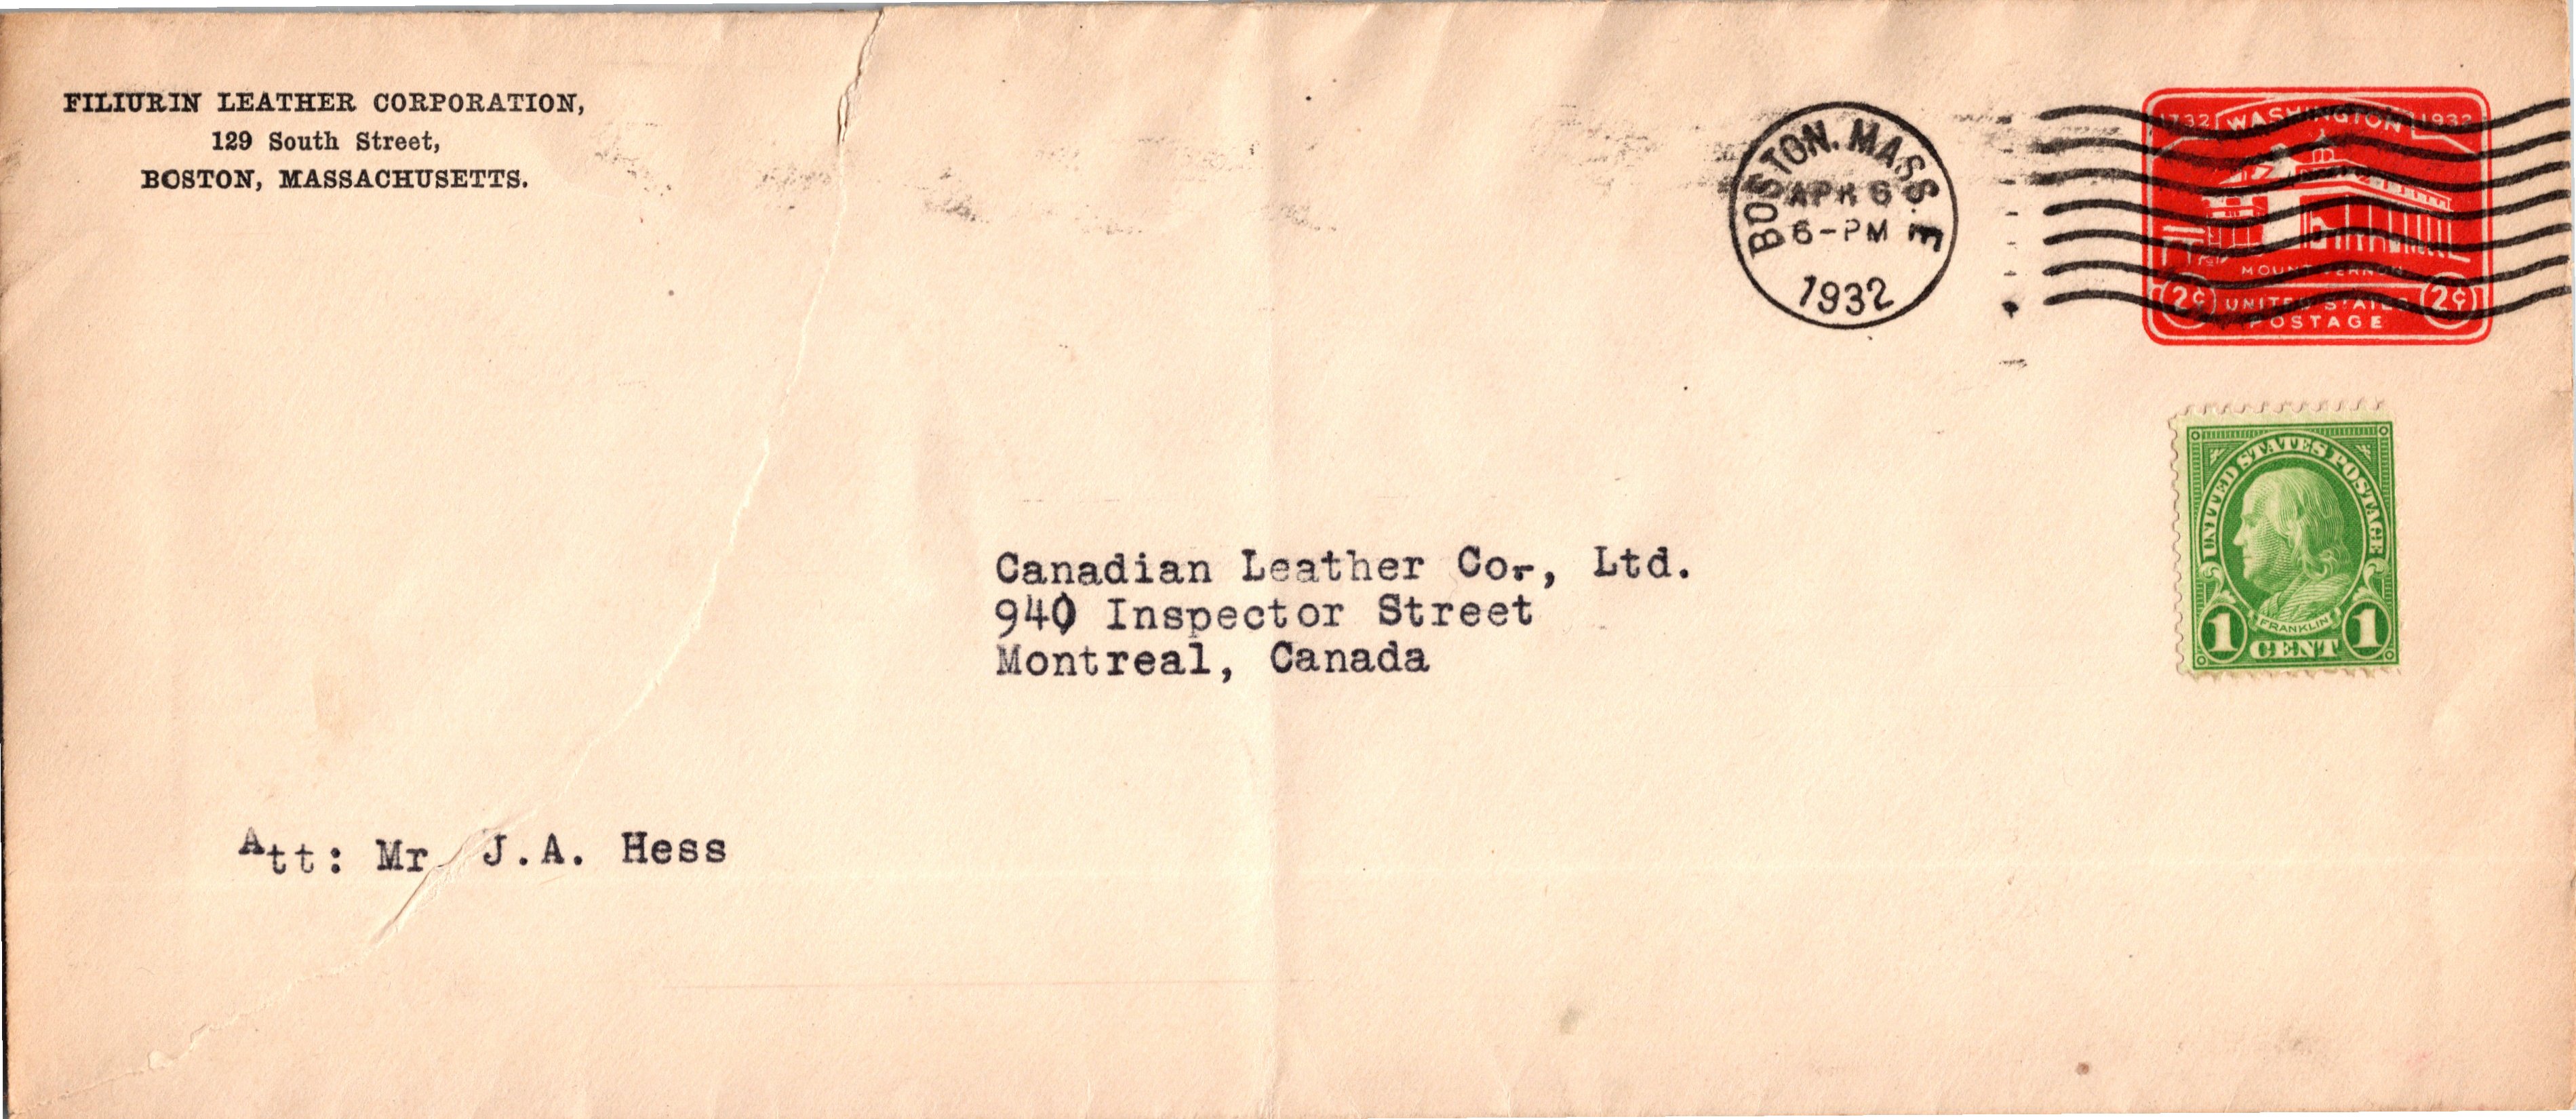 FILIURIN LEATHER CORPORATION,
129 South Street,
BOSTON, MASSACHUSETTS.
BOSTON, MASS.
APR 6
6-PM
E
1932
1732 WASHINGTON 1932
MOUNT VERNON
2¢ UNITED STATES 2¢
POSTAGE
UNITED STATES POSTAGE
FRANKLIN
1 CENT 1
Canadian Leather Cor, Ltd.
940 Inspector Street
Montreal, Canada
Att: Mr J.A. Hess